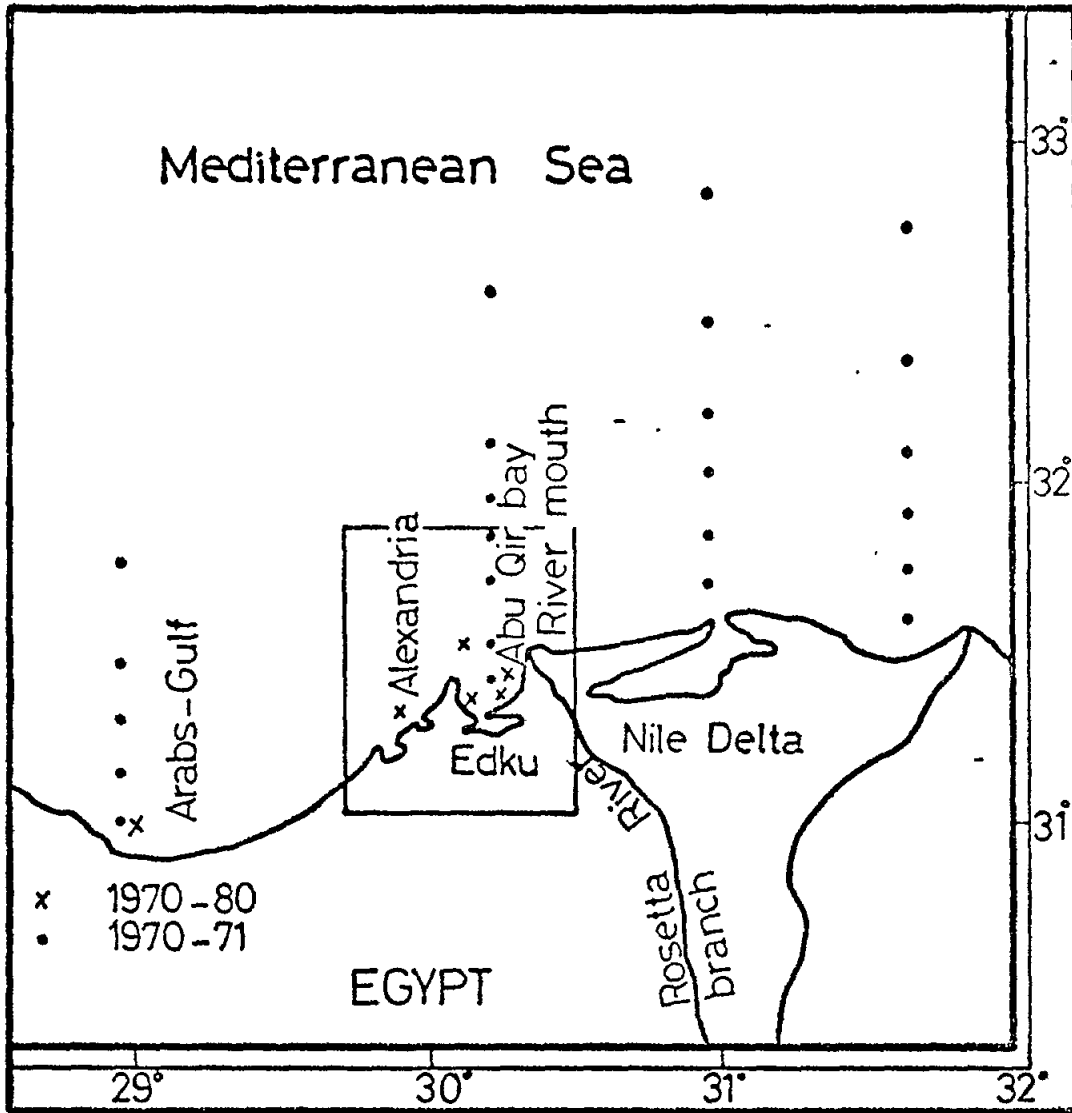 Mediterranean Sea
33°
32°
31°
Arabs-Gulf
Alexandria
Abu Qir bay
River mouth
Edku
Nile Delta
River
Rosetta
branch
x 1970-80
• 1970-71
EGYPT
29°
30°
31°
32°